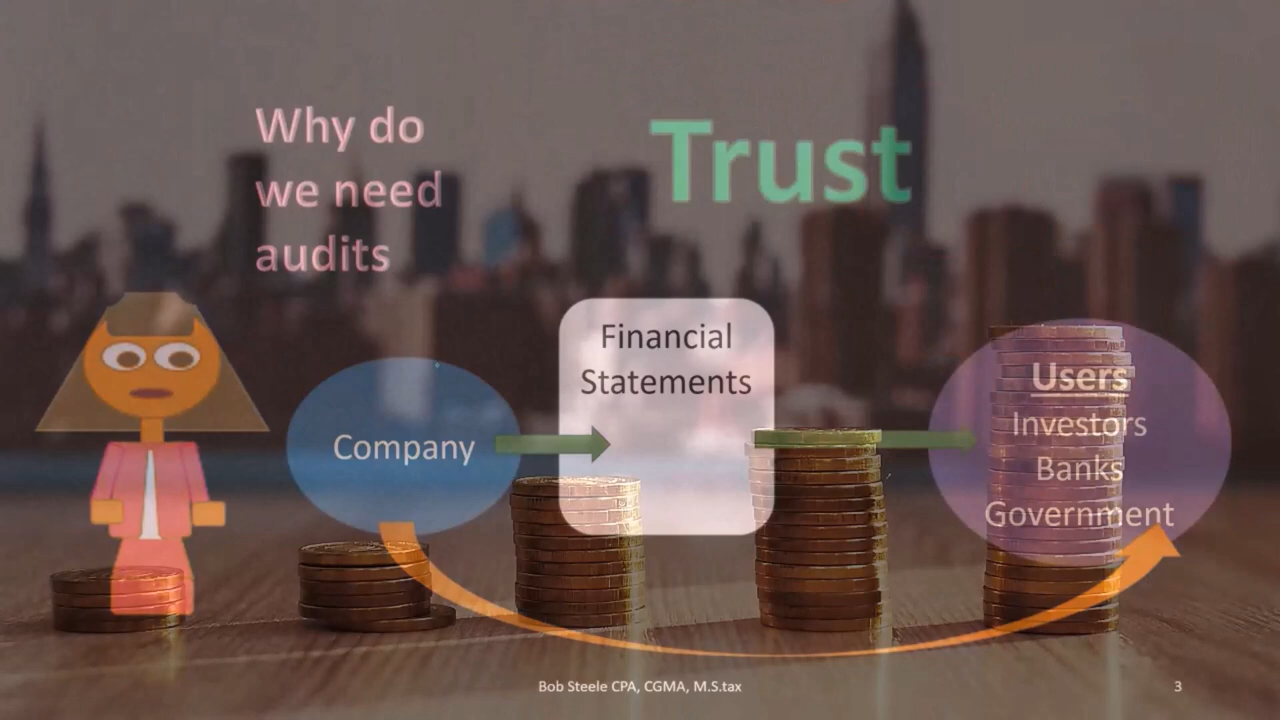 Why do
we need
audits
Trust
Financial
Statements
Company
Users
Investors
Banks
Government
Bob Steele CPA, CGMA, M.S.tax
3